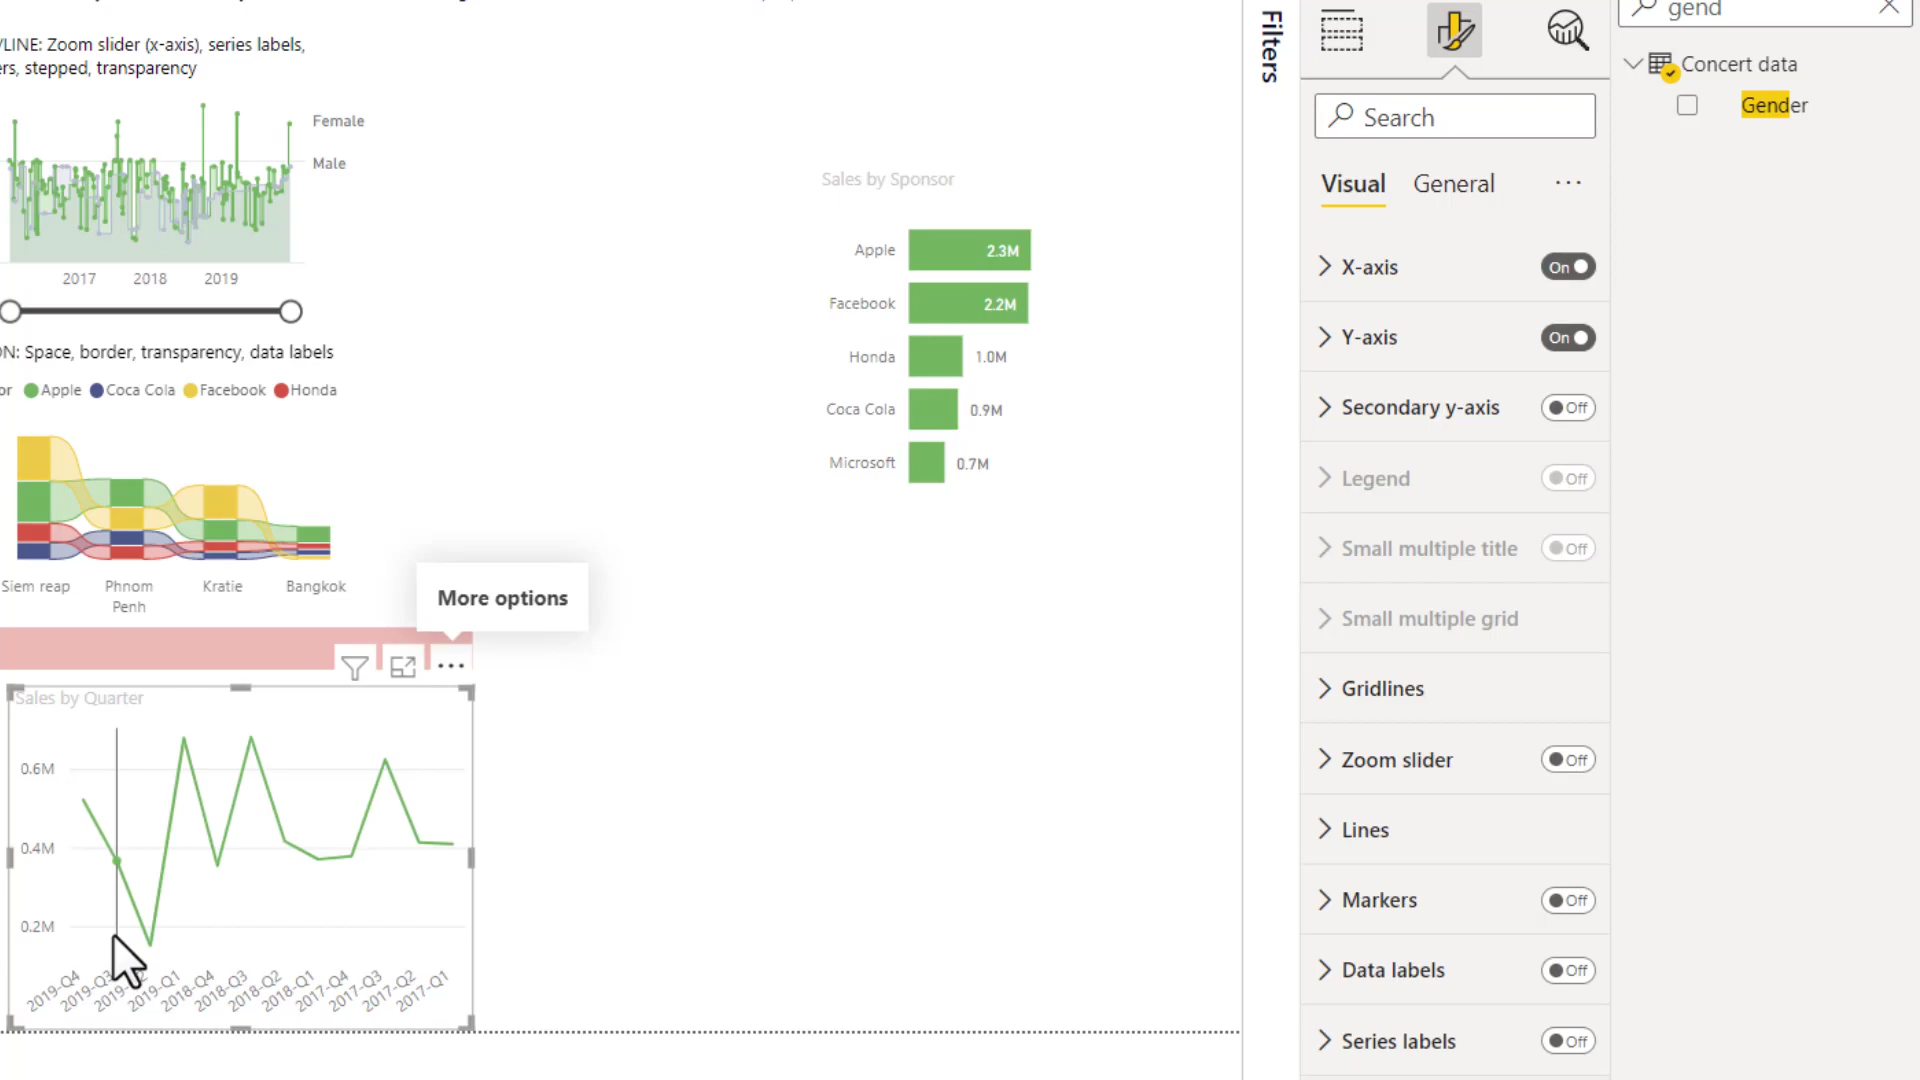 /LINE: Zoom slider (x-axis), series labels,
ers, stepped, transparency
Female
Male
2017 2018 2019
ON: Space, border, transparency, data labels
or Apple Coca Cola Facebook Honda
Siem reap Phnom Penh Kratie Bangkok
More options
Sales by Quarter
0.6M
0.4M
0.2M
2019-Q4 2019-Q3 2019-Q2 2019-Q1 2018-Q4 2018-Q3 2018-Q2 2018-Q1 2017-Q4 2017-Q3 2017-Q2 2017-Q1
Sales by Sponsor
Apple 2.3M
Facebook 2.2M
Honda 1.0M
Coca Cola 0.9M
Microsoft 0.7M
Filters
Search
Visual General ...
X-axis On
Y-axis On
Secondary y-axis Off
Legend Off
Small multiple title Off
Small multiple grid
Gridlines
Zoom slider Off
Lines
Markers Off
Data labels Off
Series labels Off
gend
Concert data
Gender